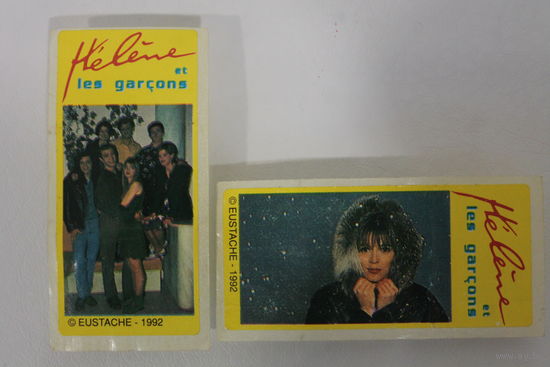 Hélène
et
les garçons
© EUSTACHE - 1992
Hélène
et
les garçons
© EUSTACHE - 1992